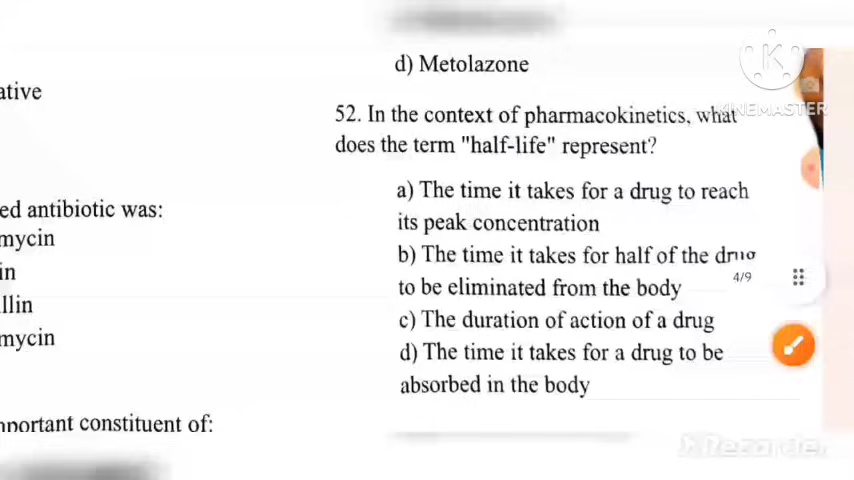 d) Metolazone
ative
52. In the context of pharmacokinetics, what
does the term "half-life" represent?
a) The time it takes for a drug to reach
its peak concentration
b) The time it takes for half of the drug
to be eliminated from the body
c) The duration of action of a drug
d) The time it takes for a drug to be
absorbed in the body
ed antibiotic was:
mycin
in
llin
mycin
nportant constituent of:
4/9
K
KINEMASTER
Recorder